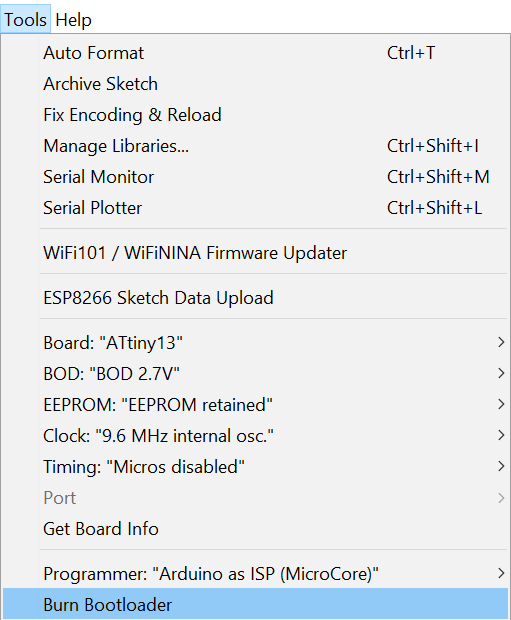 Tools Help
Auto Format Ctrl+T
Archive Sketch
Fix Encoding & Reload
Manage Libraries... Ctrl+Shift+I
Serial Monitor Ctrl+Shift+M
Serial Plotter Ctrl+Shift+L
WiFi101 / WiFiNINA Firmware Updater
ESP8266 Sketch Data Upload
Board: "ATtiny13"
BOD: "BOD 2.7V"
EEPROM: "EEPROM retained"
Clock: "9.6 MHz internal osc."
Timing: "Micros disabled"
Port
Get Board Info
Programmer: "Arduino as ISP (MicroCore)"
Burn Bootloader